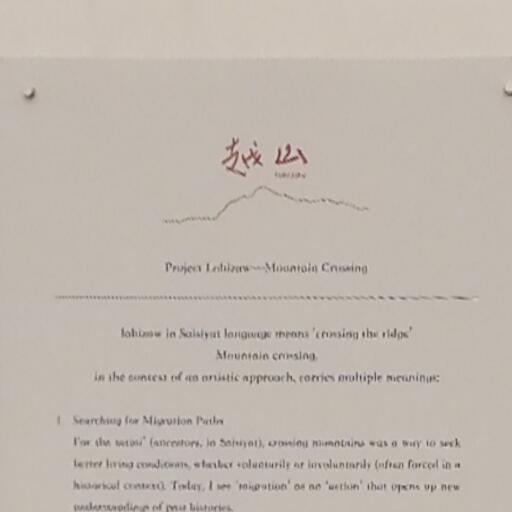 越山
Project Lohizaw—Mountain Crossing
lohizaw in Saisiyat language means 'crossing the ridge'
Mountain crossing,
in the context of an artistic approach, carries multiple meanings:
1 Searching for Migration Paths
For the (ancestors, in Saisiyat), crossing mountains was a way to seek
better living conditions, whether voluntarily or involuntarily (often forced in a
historical context). Today, I see 'migration' as an 'action' that opens up new
understandings of past histories.